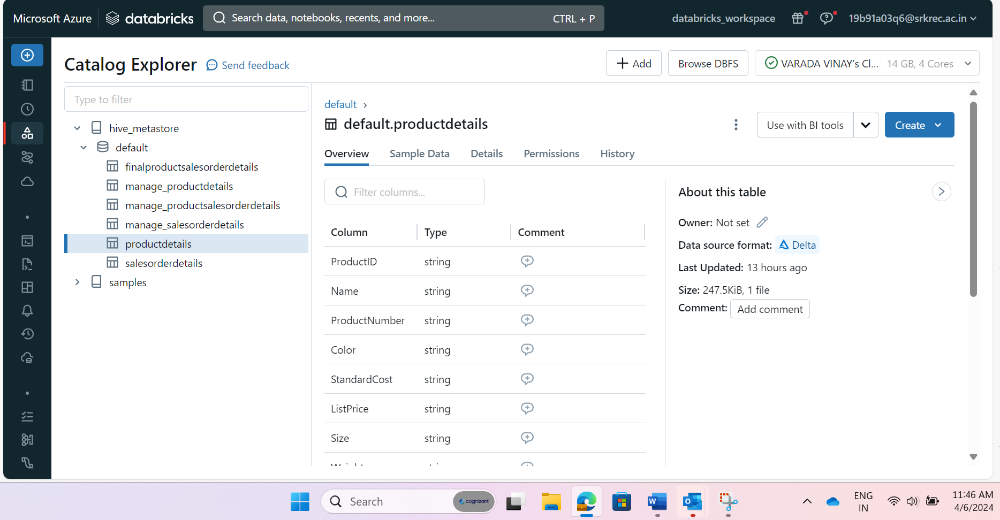 Microsoft Azure
databricks
Search data, notebooks, recents, and more...
CTRL + P
databricks_workspace
19b91a03q6@srkrec.ac.in
Catalog Explorer
Send feedback
Add
Browse DBFS
VARADA VINAY's Cl... 14 GB, 4 Cores
Type to filter
hive_metastore
default
finalproductsalesorderdetails
manage_productdetails
manage_productsalesorderdetails
manage_salesorderdetails
productdetails
salesorderdetails
samples
default
default.productdetails
Use with BI tools
Create
Overview Sample Data Details Permissions History
Filter columns...
Column Type Comment
ProductID string
Name string
ProductNumber string
Color string
StandardCost string
ListPrice string
Size string
About this table
Owner: Not set
Data source format: Delta
Last Updated: 13 hours ago
Size: 247.5KiB, 1 file
Comment: Add comment
Search
cognizant
ENG
IN
11:46 AM
4/6/2024